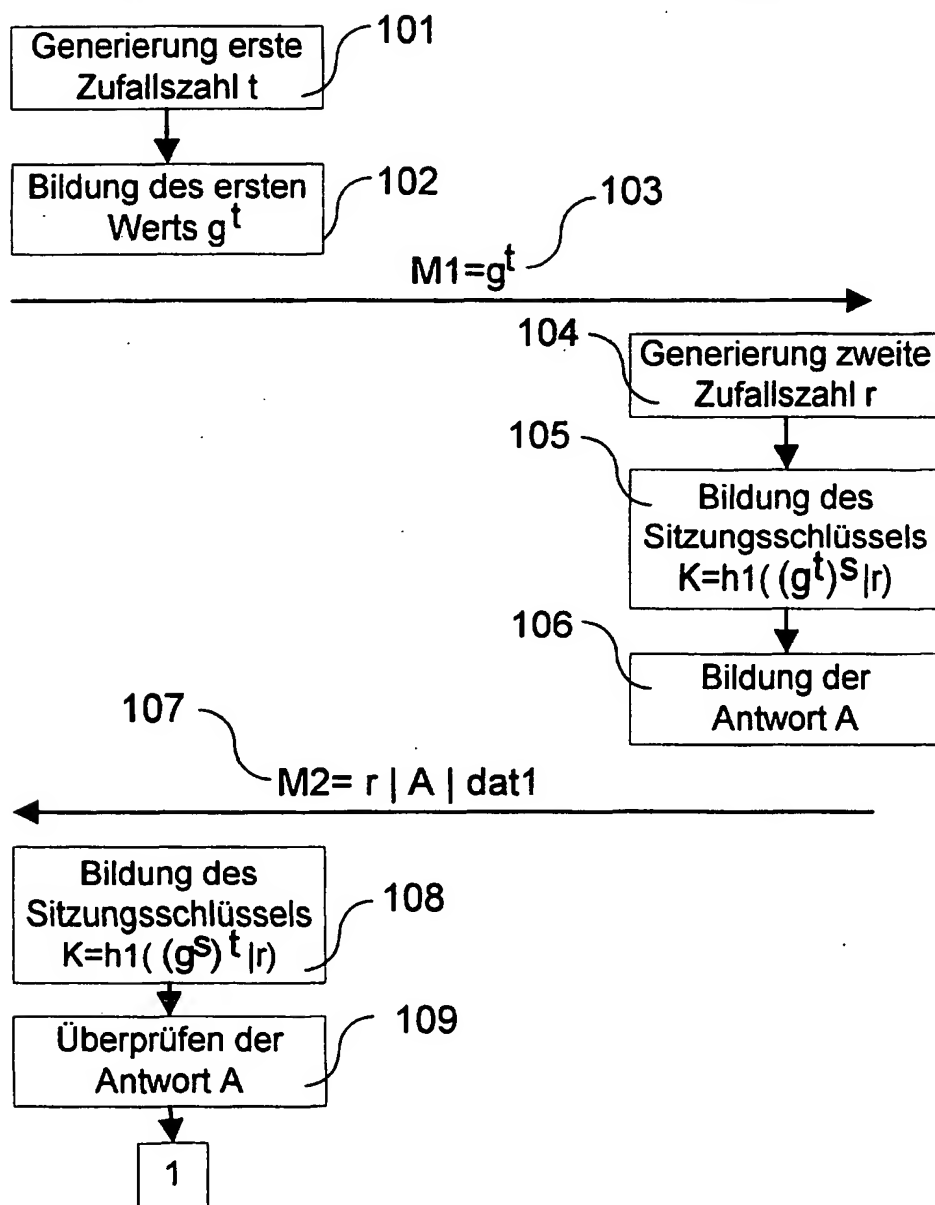 Generierung erste
Zufallszahl t
101
Bildung des ersten
Werts g^t
102
103
M1=g^t
104
Generierung zweite
Zufallszahl r
105
Bildung des
Sitzungsschlüssels
K=h1( (g^t)^s |r)
106
Bildung der
Antwort A
107
M2= r | A | dat1
Bildung des
Sitzungsschlüssels
K=h1( (g^s)^t |r)
108
Überprüfen der
Antwort A
109
1